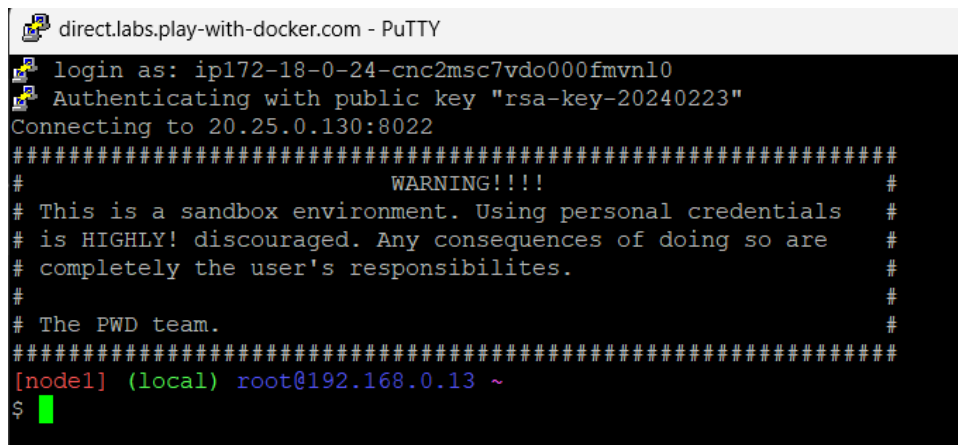 direct.labs.play-with-docker.com - PuTTY
login as: ip172-18-0-24-cnc2msc7vdo000fmvnl0
Authenticating with public key "rsa-key-20240223"
Connecting to 20.25.0.130:8022
###############################################################
#                           WARNING!!!!                        #
# This is a sandbox environment. Using personal credentials   #
# is HIGHLY! discouraged. Any consequences of doing so are    #
# completely the user's responsibilites.                      #
#                                                             #
# The PWD team.                                               #
###############################################################
[node1] (local) root@192.168.0.13 ~
$